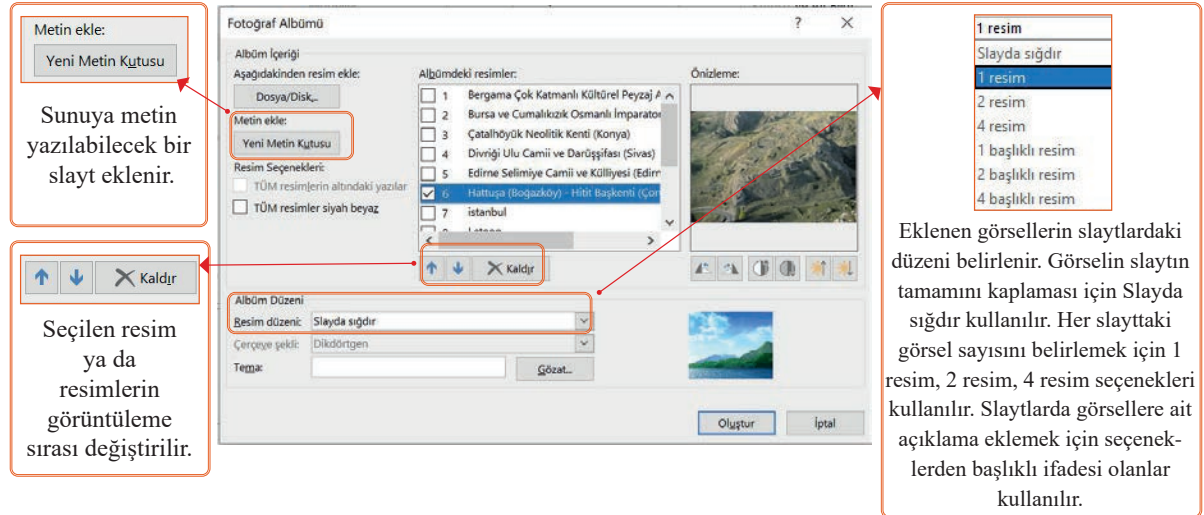 Metin ekle:
Yeni Metin Kutusu
Sunuya metin
yazılabilecek bir
slayt eklenir.
Kaldır
Seçilen resim
ya da
resimlerin
görüntüleme
sırası değiştirilir.
Fotoğraf Albümü
?
Albüm İçeriği
Aşağıdakinden resim ekle:
Dosya/Disk...
Metin ekle:
Yeni Metin Kutusu
Resim Seçenekleri:
TÜM resimlerin altındaki yazılar
TÜM resimler siyah beyaz
Albümdeki resimler:
1 Bergama Çok Katmanlı Kültürel Peyzaj A
2 Bursa ve Cumalıkızık Osmanlı İmparator
3 Çatalhöyük Neolitik Kenti (Konya)
4 Divriği Ulu Camii ve Darüşşifası (Sivas)
5 Edirne Selimiye Camii ve Külliyesi (Edirn
6 Hattuşa (Boğazköy) - Hitit Başkenti (Çor
7 istanbul
Kaldır
Önizleme:
Albüm Düzeni
Resim düzeni: Slayda sığdır
Çerçeve şekli: Dikdörtgen
Tema:
Gözat...
Oluştur
İptal
1 resim
Slayda sığdır
1 resim
2 resim
4 resim
1 başlıklı resim
2 başlıklı resim
4 başlıklı resim
Eklenen görsellerin slaytlardaki
düzeni belirlenir. Görselin slaytın
tamamını kaplaması için Slayda
sığdır kullanılır. Her slayttaki
görsel sayısını belirlemek için 1
resim, 2 resim, 4 resim seçenekleri
kullanılır. Slaytlarda görsellere ait
açıklama eklemek için seçenek-
lerden başlıklı ifadesi olanlar
kullanılır.